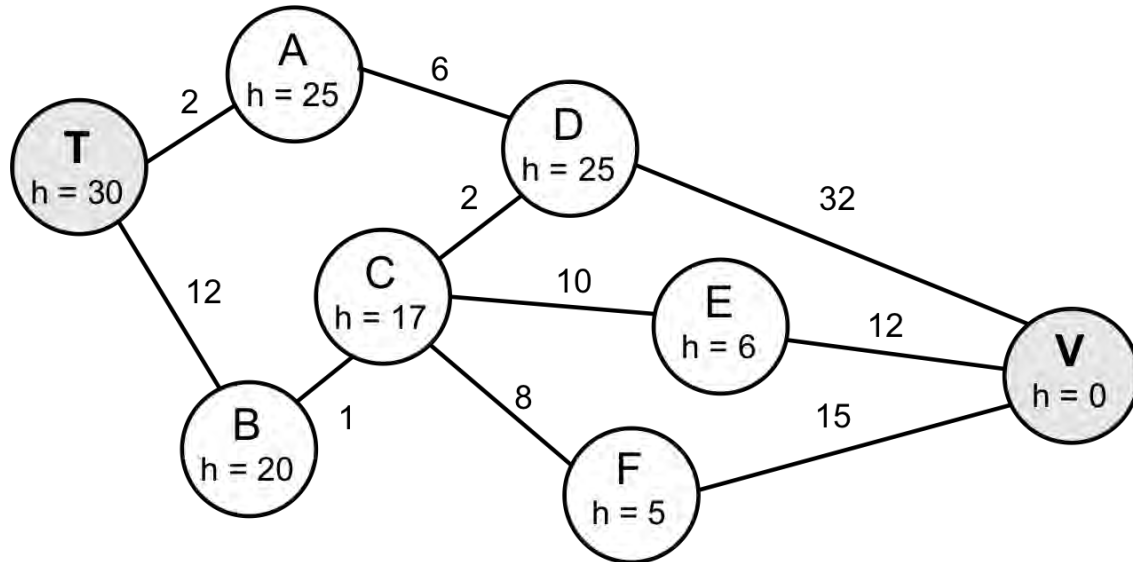 A
h = 25
6
2
D
h = 25
T
h = 30
2
32
C
h = 17
10
E
h = 6
12
12
V
h = 0
8
15
B
h = 20
1
F
h = 5